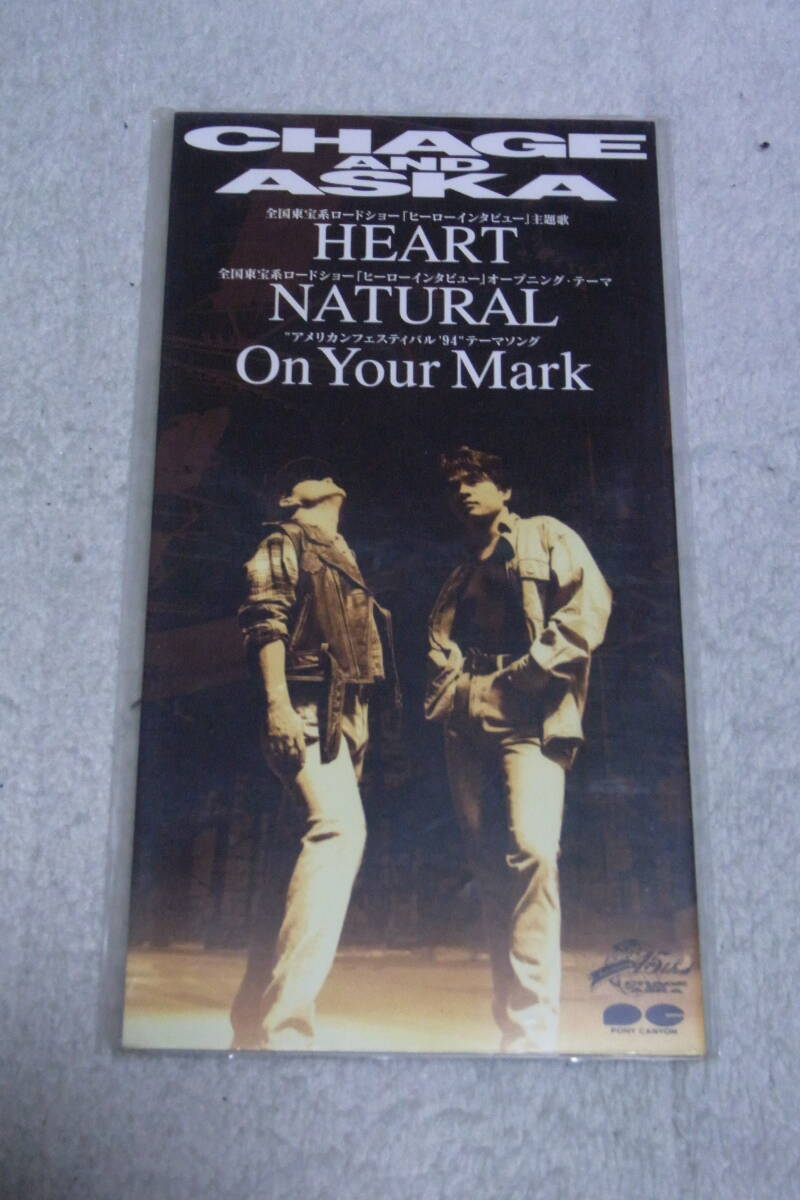 CHAGE
AND
ASKA
全国東宝系ロードショー「ヒーローインタビュー」主題歌
HEART
全国東宝系ロードショー「ヒーローインタビュー」オープニング・テーマ
NATURAL
"アメリカンフェスティバル '94" テーマソング
On Your Mark
15th
PONY CANYON